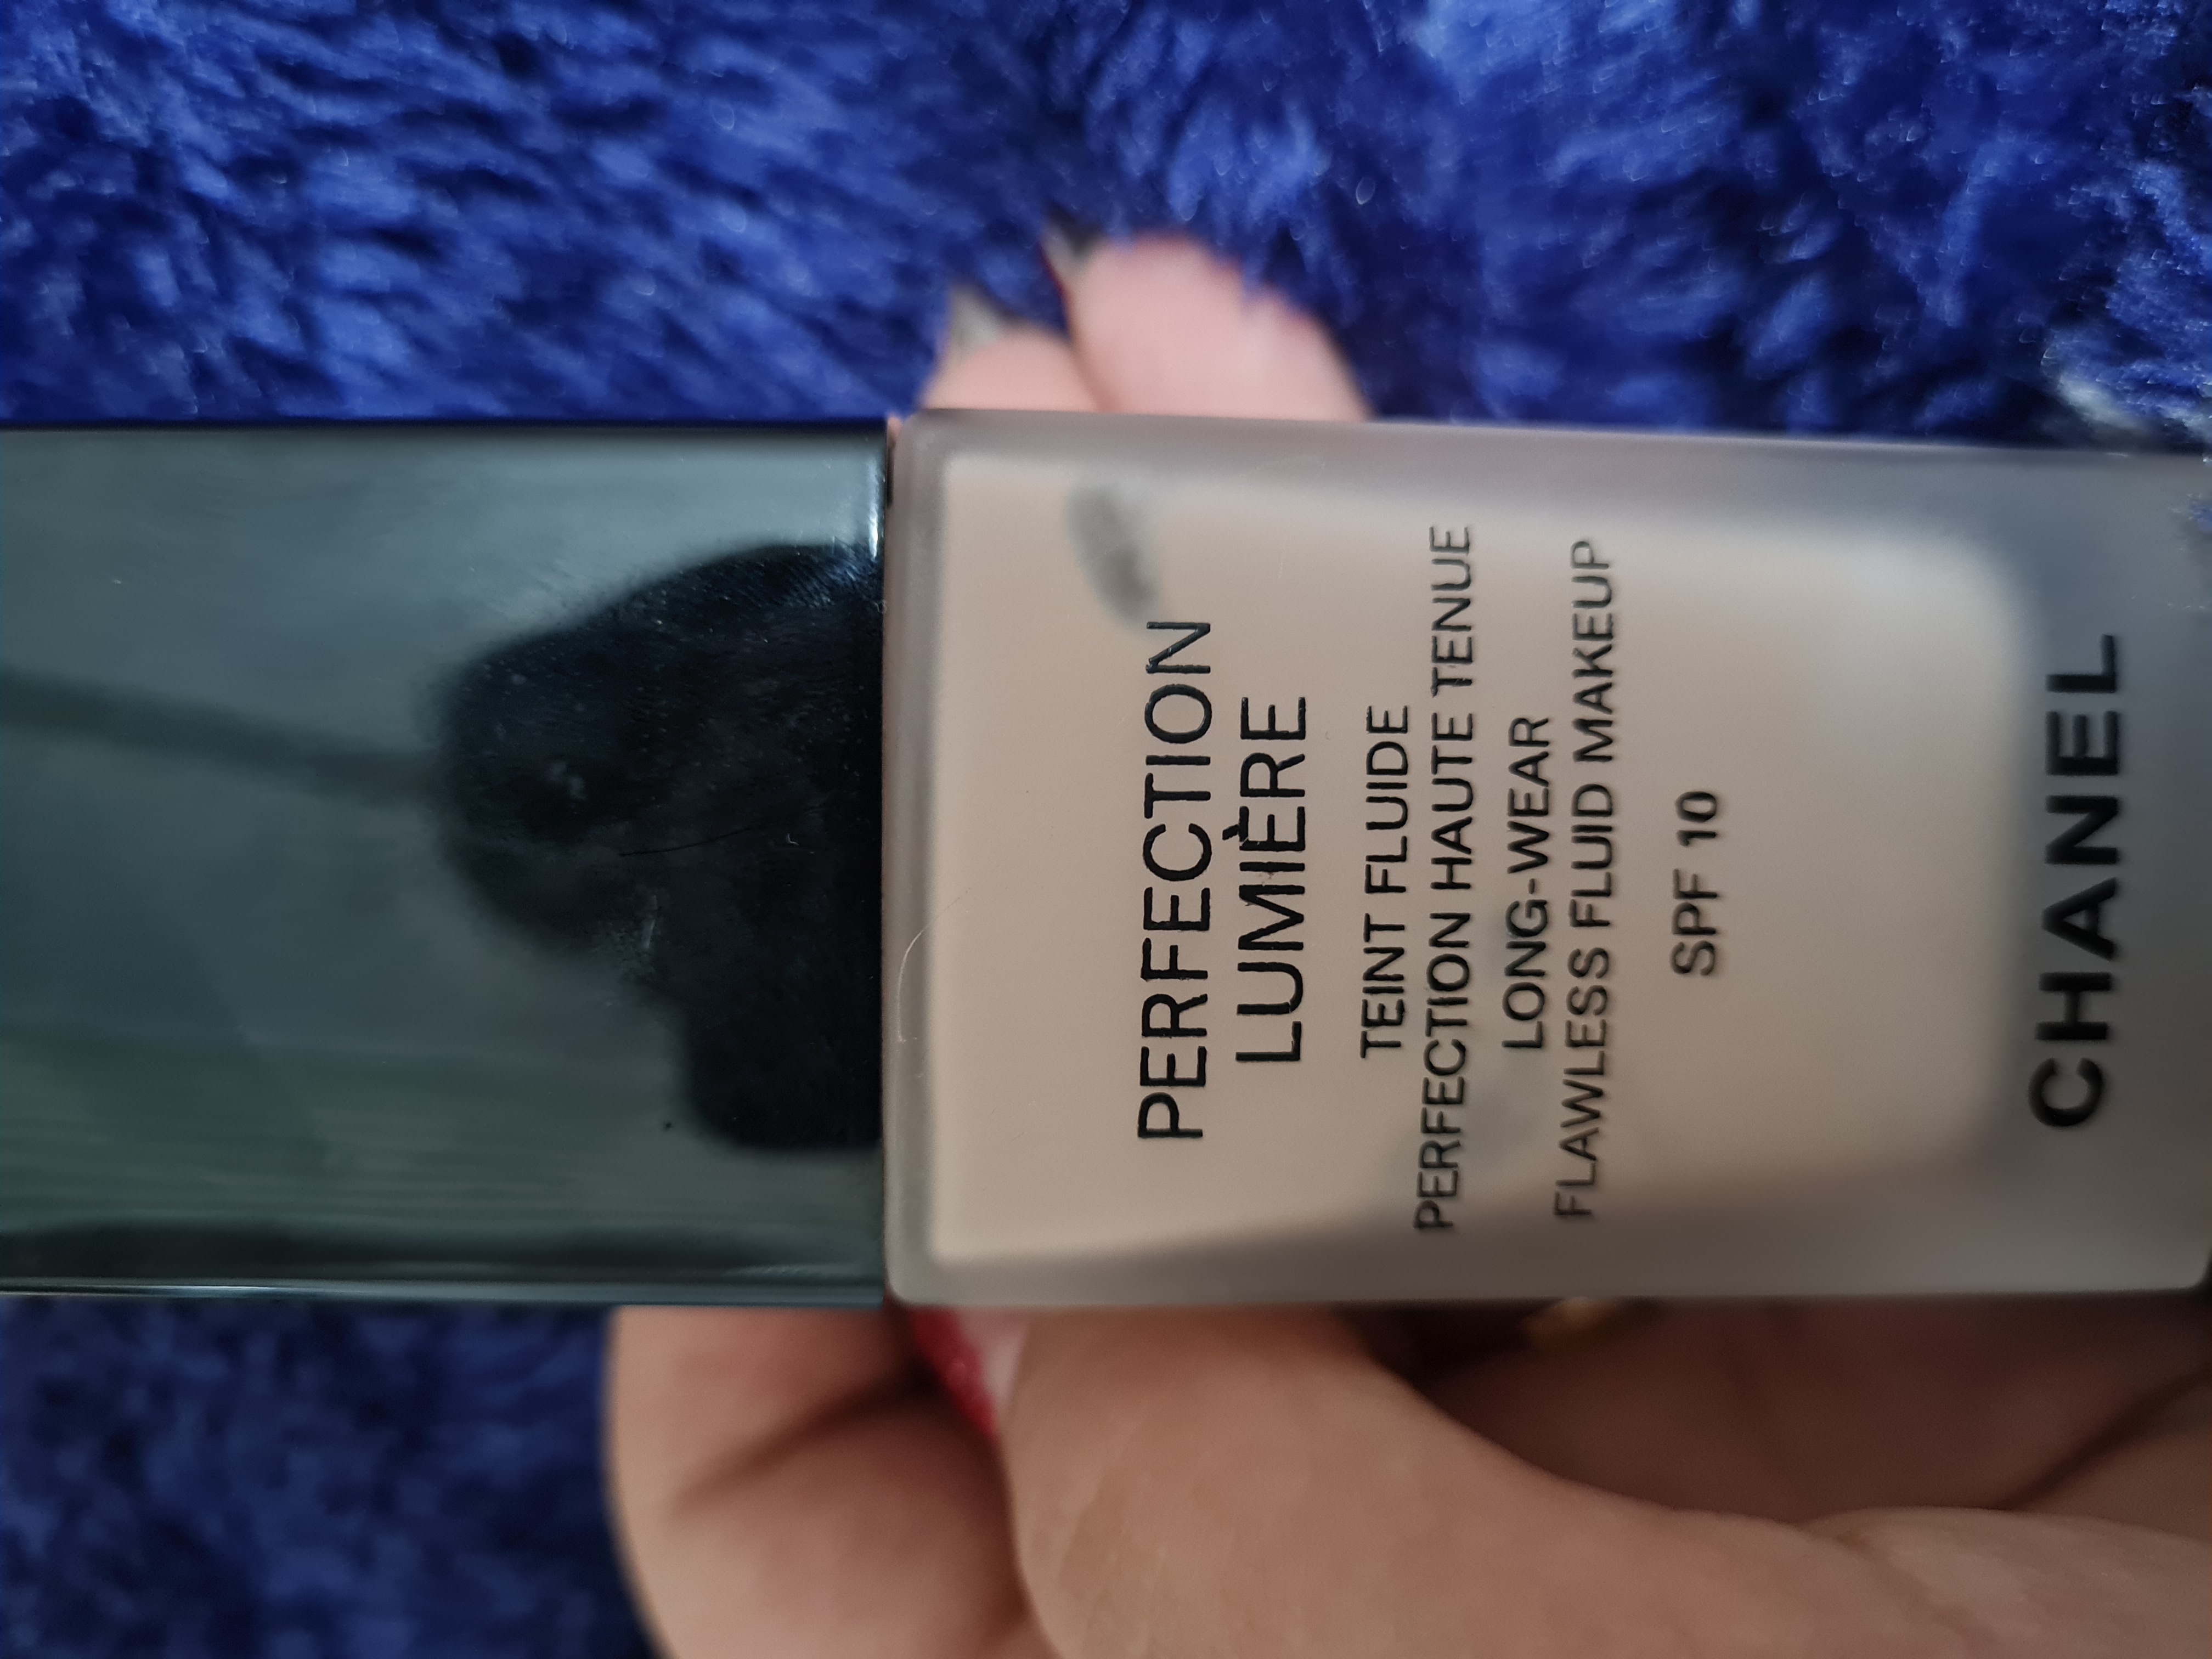 PERFECTION
LUMIÈRE
TEINT FLUIDE
PERFECTION HAUTE TENUE
LONG-WEAR
FLAWLESS FLUID MAKEUP
SPF 10
CHANEL